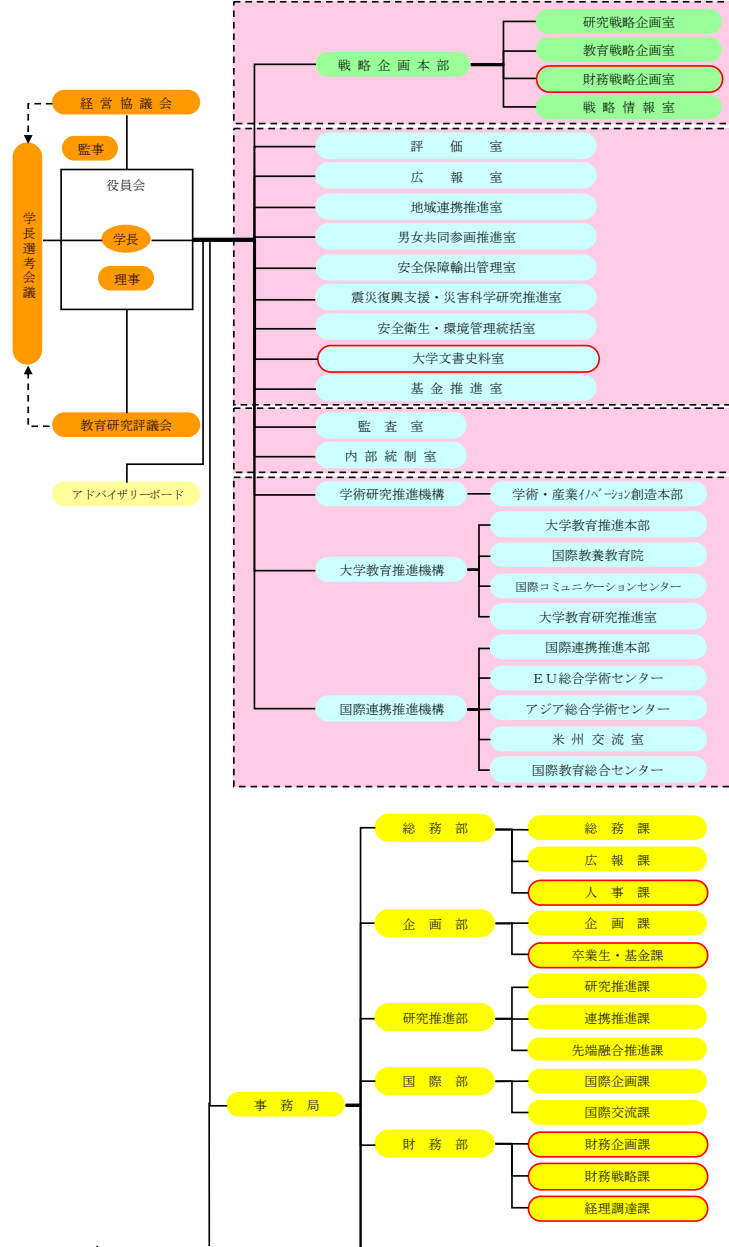 経営協議会
監事
役員会
学長
理事
学長選考会議
教育研究評議会
アドバイザリーボード
戦略企画本部
研究戦略企画室
教育戦略企画室
財務戦略企画室
戦略情報室
評価室
広報室
地域連携推進室
男女共同参画推進室
安全保障輸出管理室
震災復興支援・災害科学研究推進室
安全衛生・環境管理統括室
大学文書史料室
基金推進室
監査室
内部統制室
学術研究推進機構
学術・産業イノベーション創造本部
大学教育推進機構
大学教育推進本部
国際教養教育院
国際コミュニケーションセンター
大学教育研究推進室
国際連携推進機構
国際連携推進本部
EU総合学術センター
アジア総合学術センター
米州交流室
国際教育総合センター
事務局
総務部
総務課
広報課
人事課
企画部
企画課
卒業生・基金課
研究推進部
研究推進課
連携推進課
先端融合推進課
国際部
国際企画課
国際交流課
財務部
財務企画課
財務戦略課
経理調達課